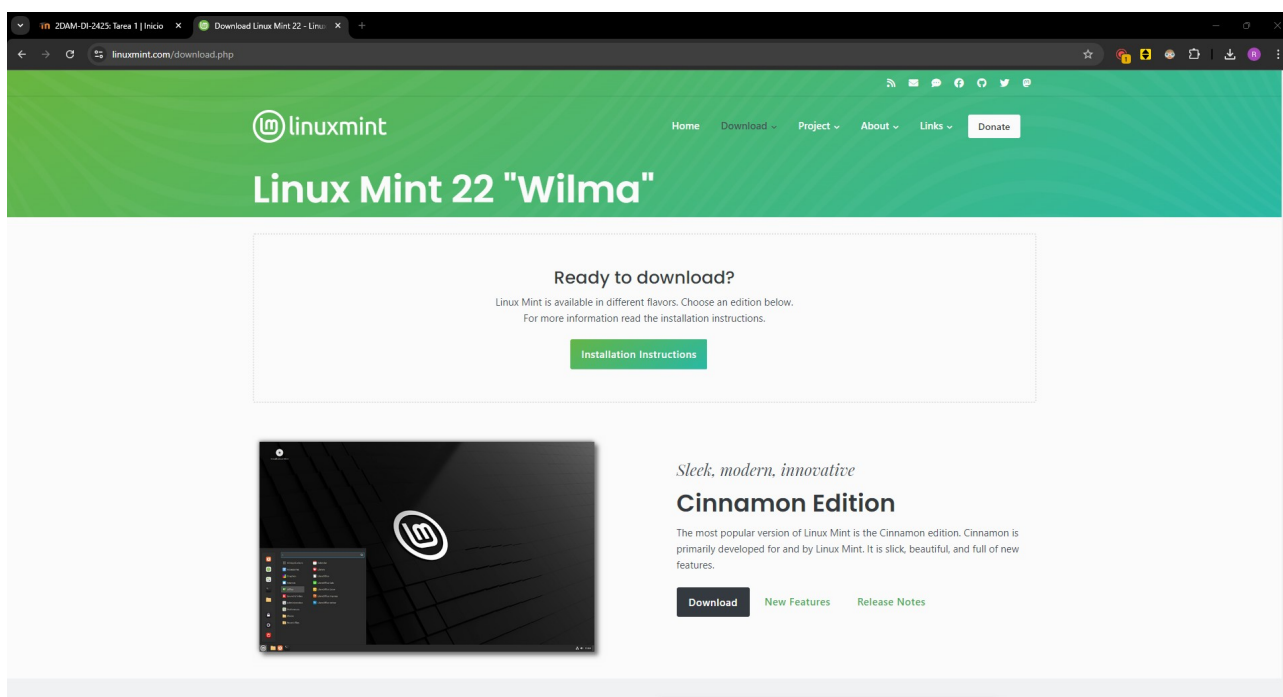 2DAM-DI-2425: Tarea 1 | Inicio
Download Linux Mint 22 - Linu
linuxmint.com/download.php
linuxmint
Home Download Project About Links Donate
Linux Mint 22 "Wilma"
Ready to download?
Linux Mint is available in different flavors. Choose an edition below.
For more information read the installation instructions.
Installation Instructions
Sleek, modern, innovative
Cinnamon Edition
The most popular version of Linux Mint is the Cinnamon edition. Cinnamon is
primarily developed for and by Linux Mint. It is slick, beautiful, and full of new
features.
Download New Features Release Notes